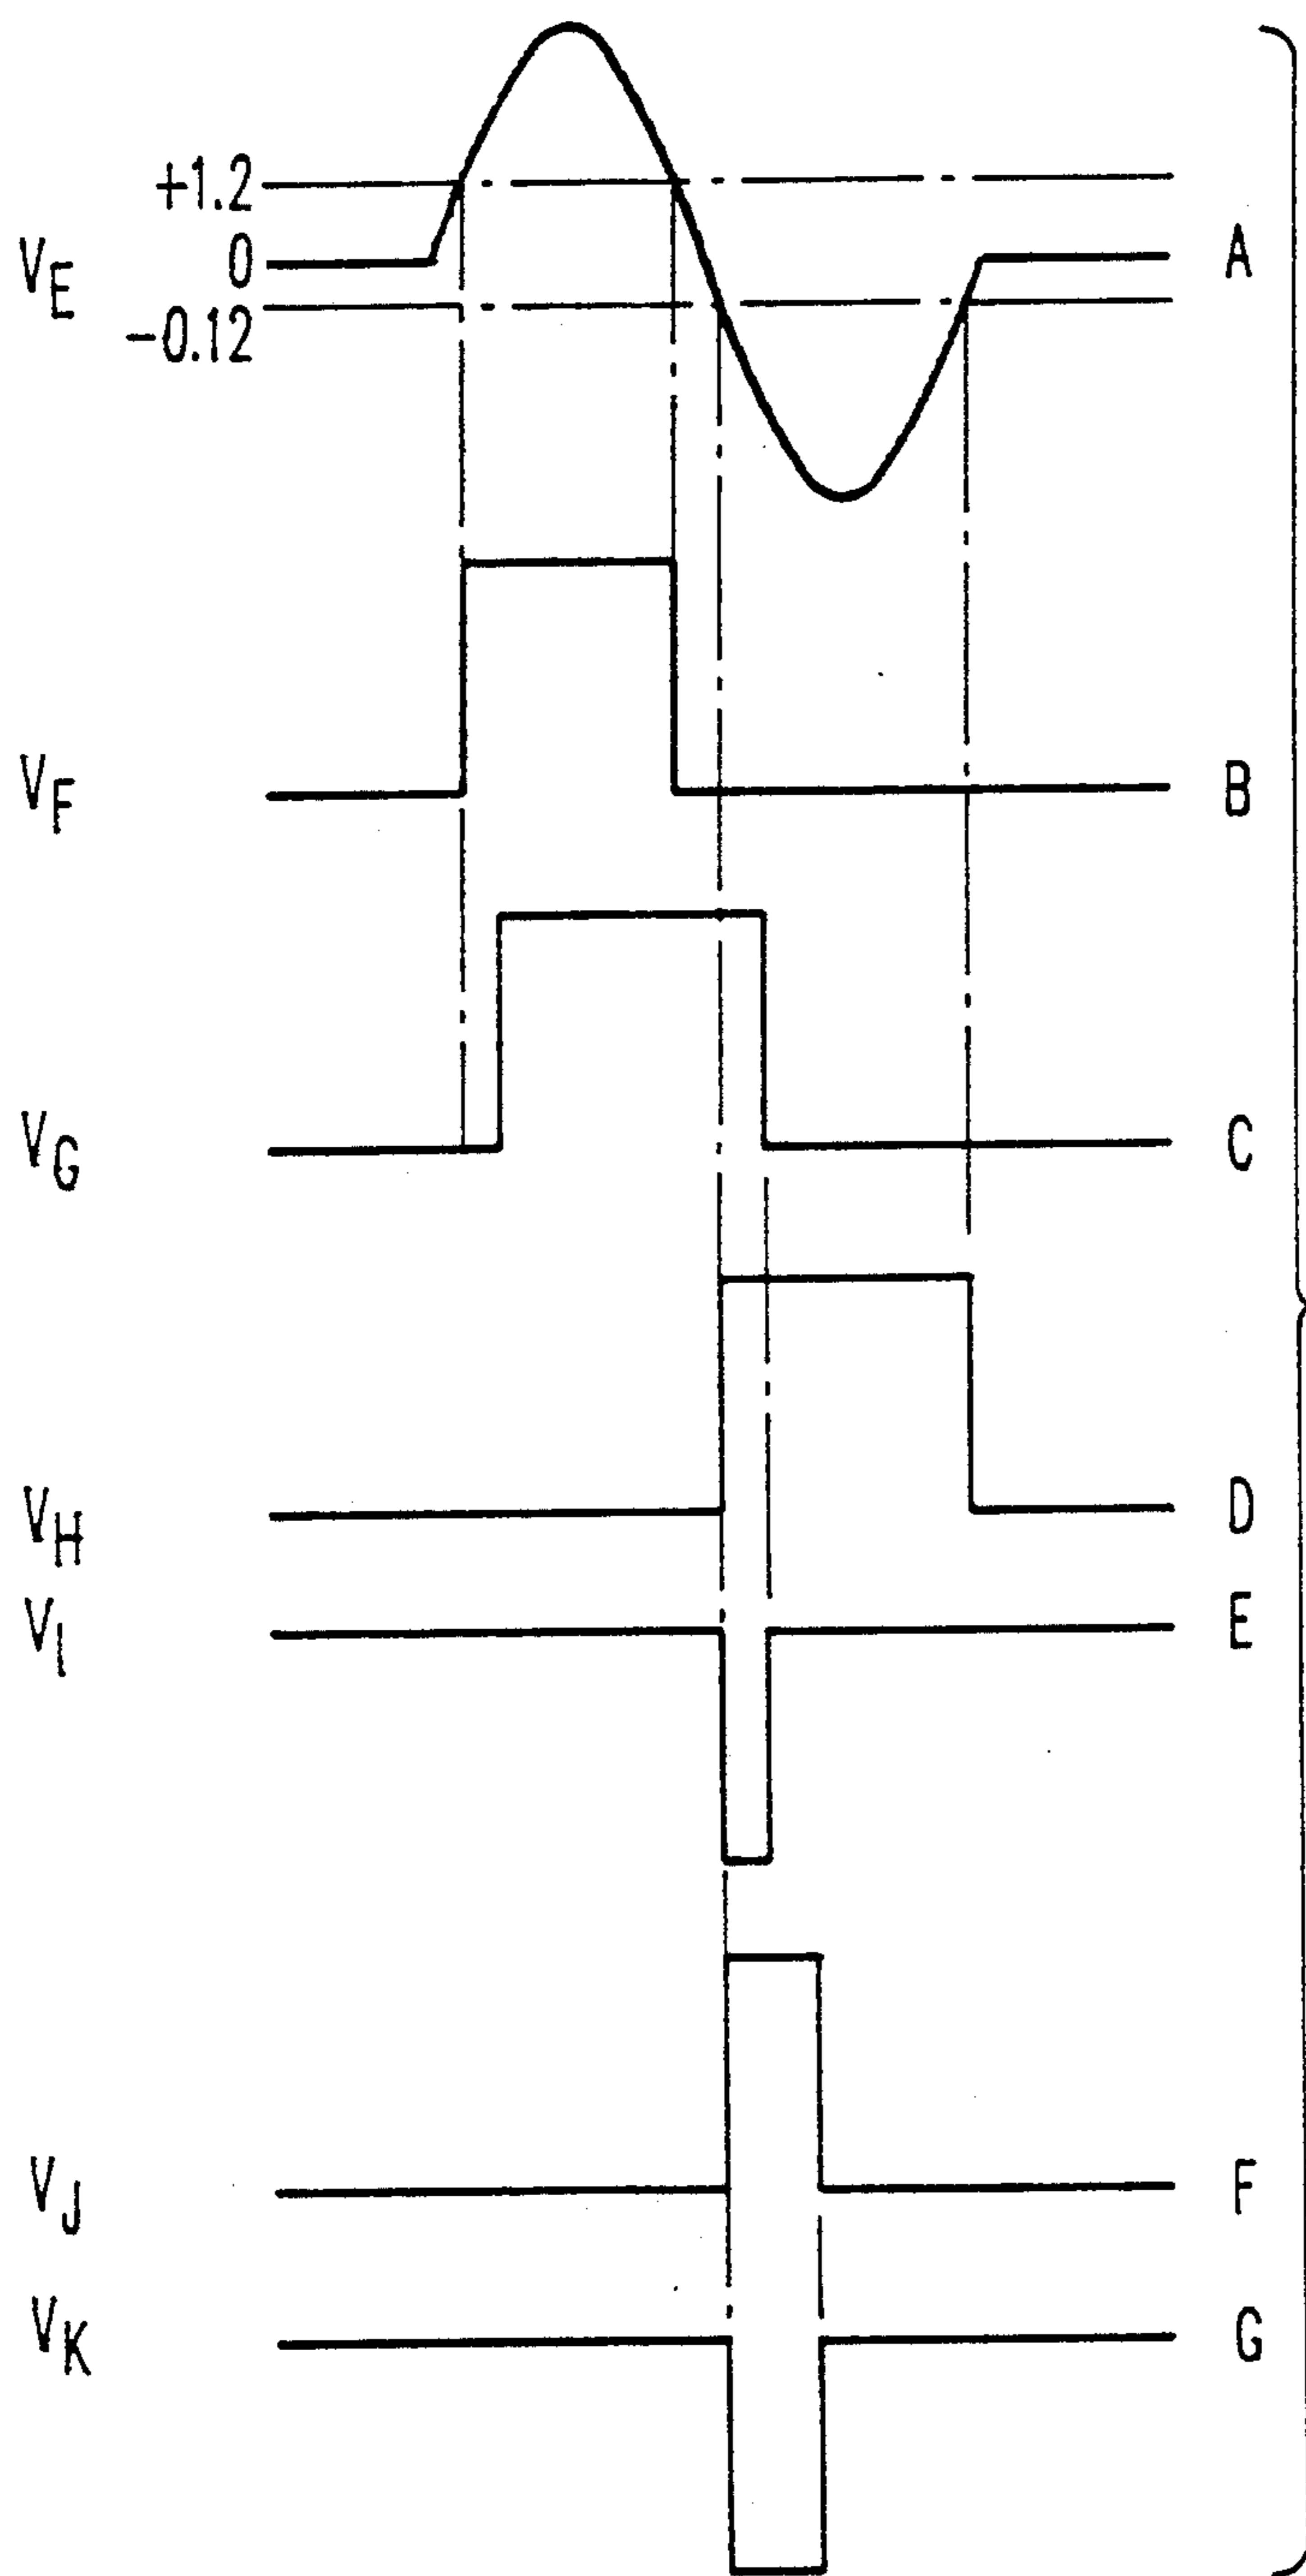 +1.2
V_E 0 A
-0.12
V_F B
V_G C
V_H D
V_I E
V_J F
V_K G